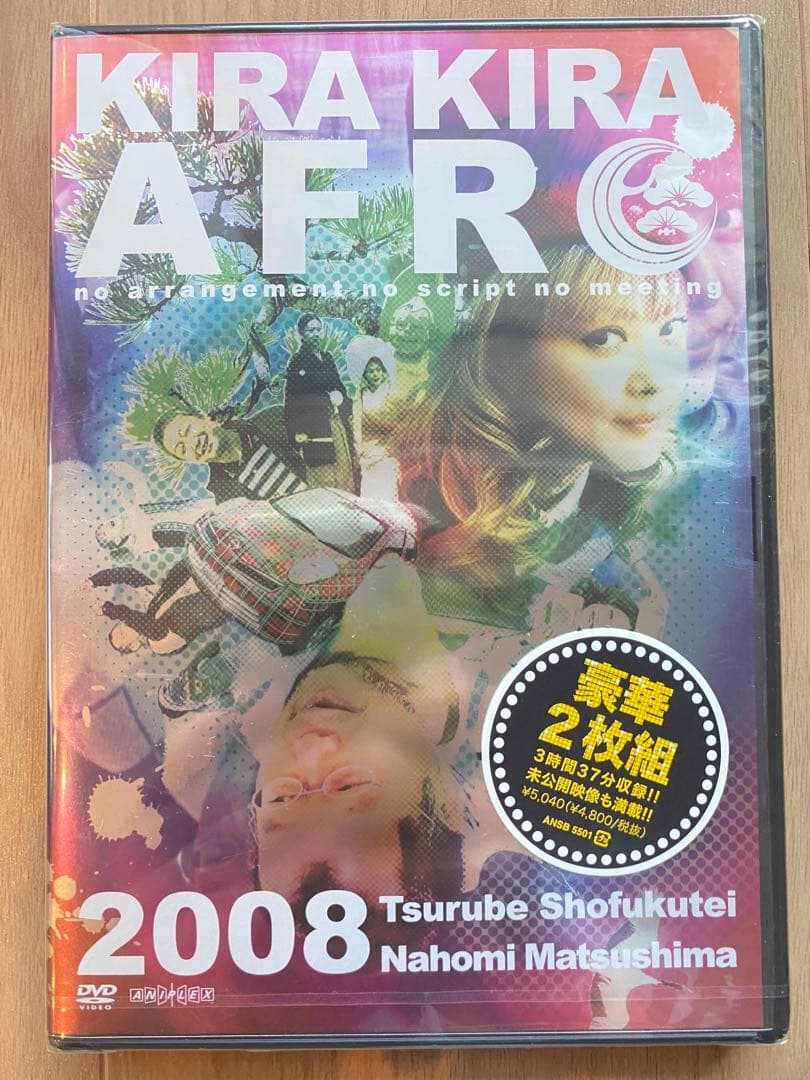 KIRA KIRA
AFRO
no arrangement no script no meeting
豪華
2枚組
3時間37分収録!!
未公開映像も満載!!
¥5,040(¥4,800/税抜)
ANSB 5501
2008
Tsurube Shofukutei
Nahomi Matsushima
DVD
VIDEO
ANIPLEX